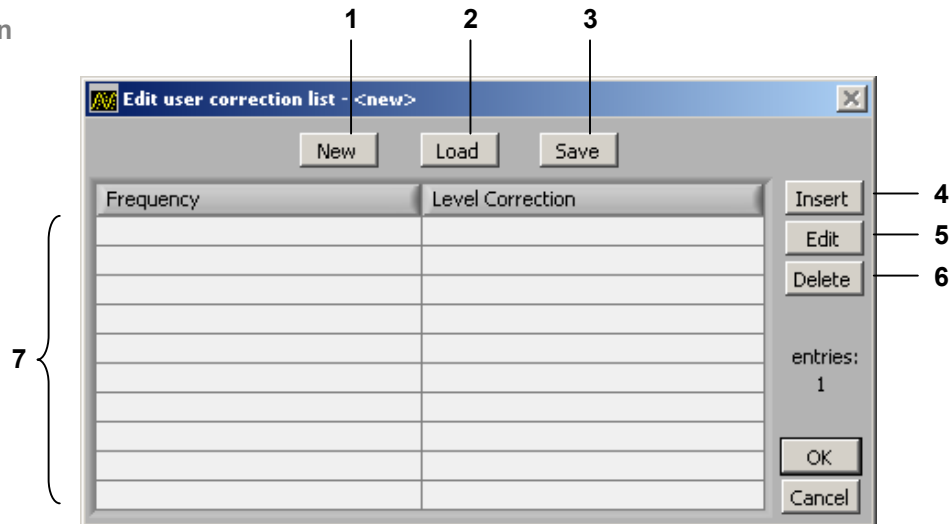 1 2 3
n
Edit user correction list - <new>
New Load Save
Frequency Level Correction
Insert 4
Edit 5
Delete 6
7
entries:
1
OK
Cancel